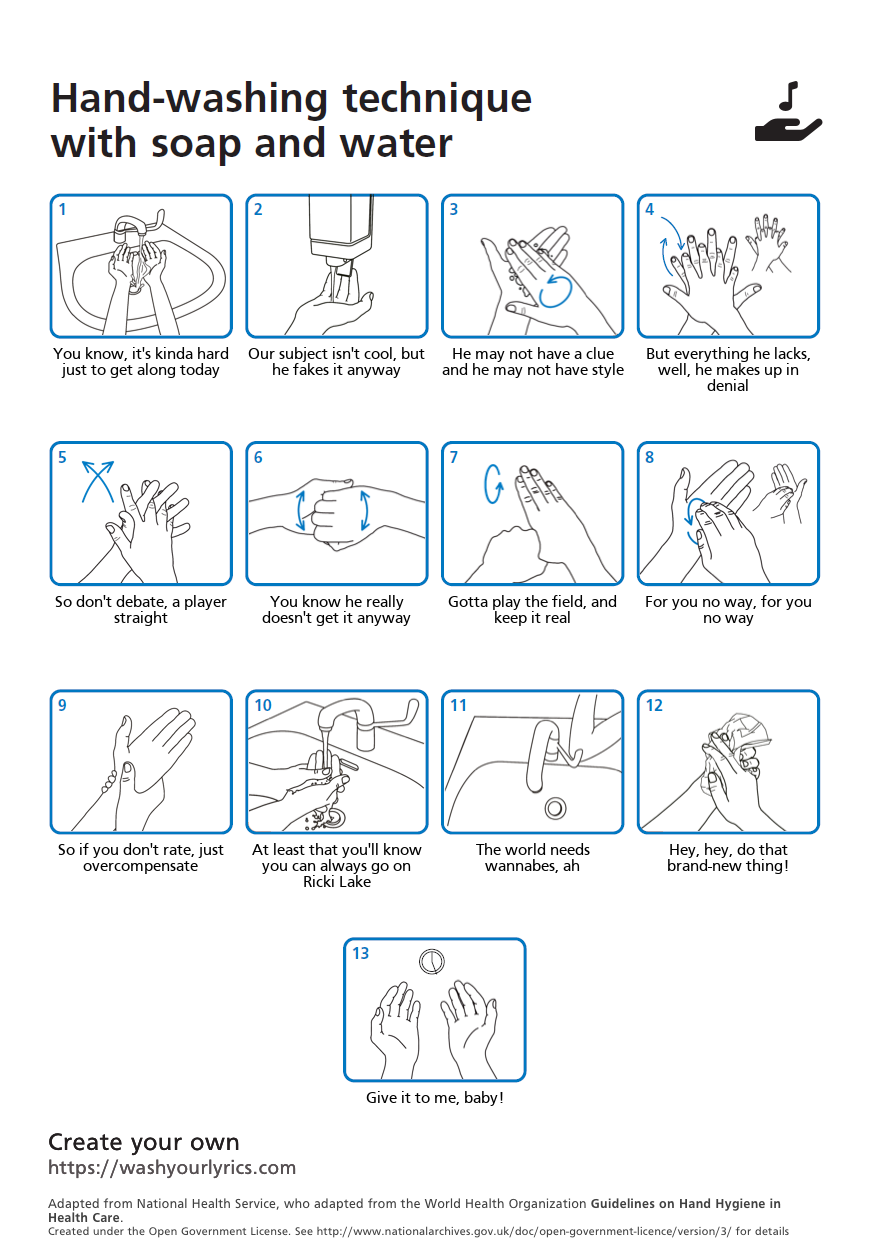 Hand-washing technique
with soap and water
1
You know, it's kinda hard
just to get along today
2
Our subject isn't cool, but
he fakes it anyway
3
He may not have a clue
and he may not have style
4
But everything he lacks,
well, he makes up in
denial
5
So don't debate, a player
straight
6
You know he really
doesn't get it anyway
7
Gotta play the field, and
keep it real
8
For you no way, for you
no way
9
So if you don't rate, just
overcompensate
10
At least that you'll know
you can always go on
Ricki Lake
11
The world needs
wannabes, ah
12
Hey, hey, do that
brand-new thing!
13
Give it to me, baby!
Create your own
https://washyourlyrics.com
Adapted from National Health Service, who adapted from the World Health Organization Guidelines on Hand Hygiene in
Health Care.
Created under the Open Government License. See http://www.nationalarchives.gov.uk/doc/open-government-licence/version/3/ for details